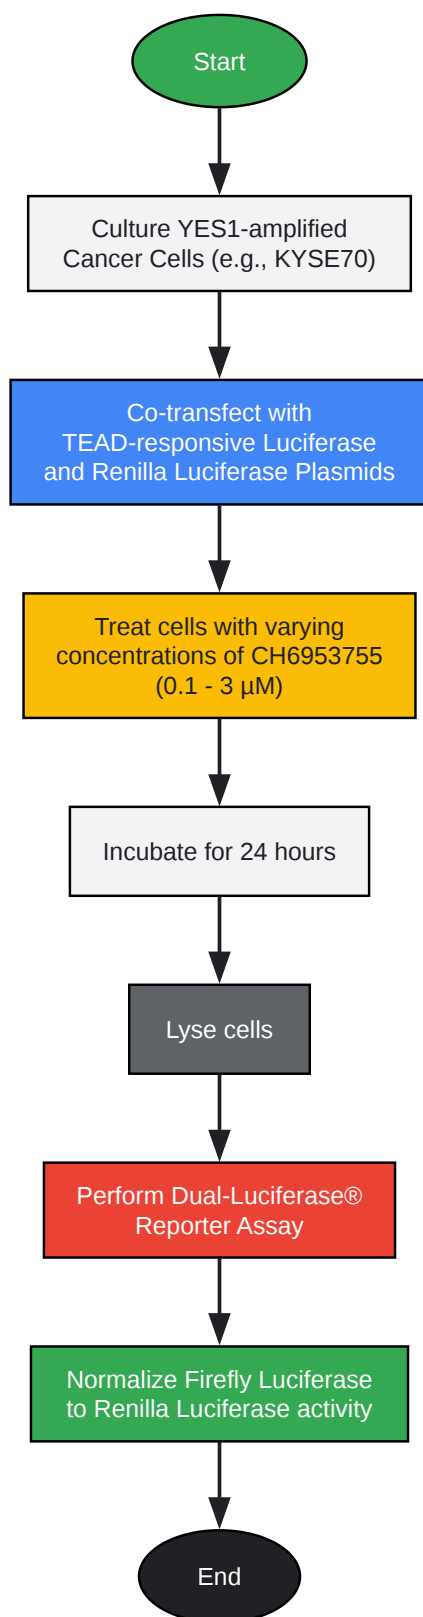 Start
Culture YES1-amplified
Cancer Cells (e.g., KYSE70)
Co-transfect with
TEAD-responsive Luciferase
and Renilla Luciferase Plasmids
Treat cells with varying
concentrations of CH6953755
(0.1 - 3 µM)
Incubate for 24 hours
Lyse cells
Perform Dual-Luciferase®
Reporter Assay
Normalize Firefly Luciferase
to Renilla Luciferase activity
End